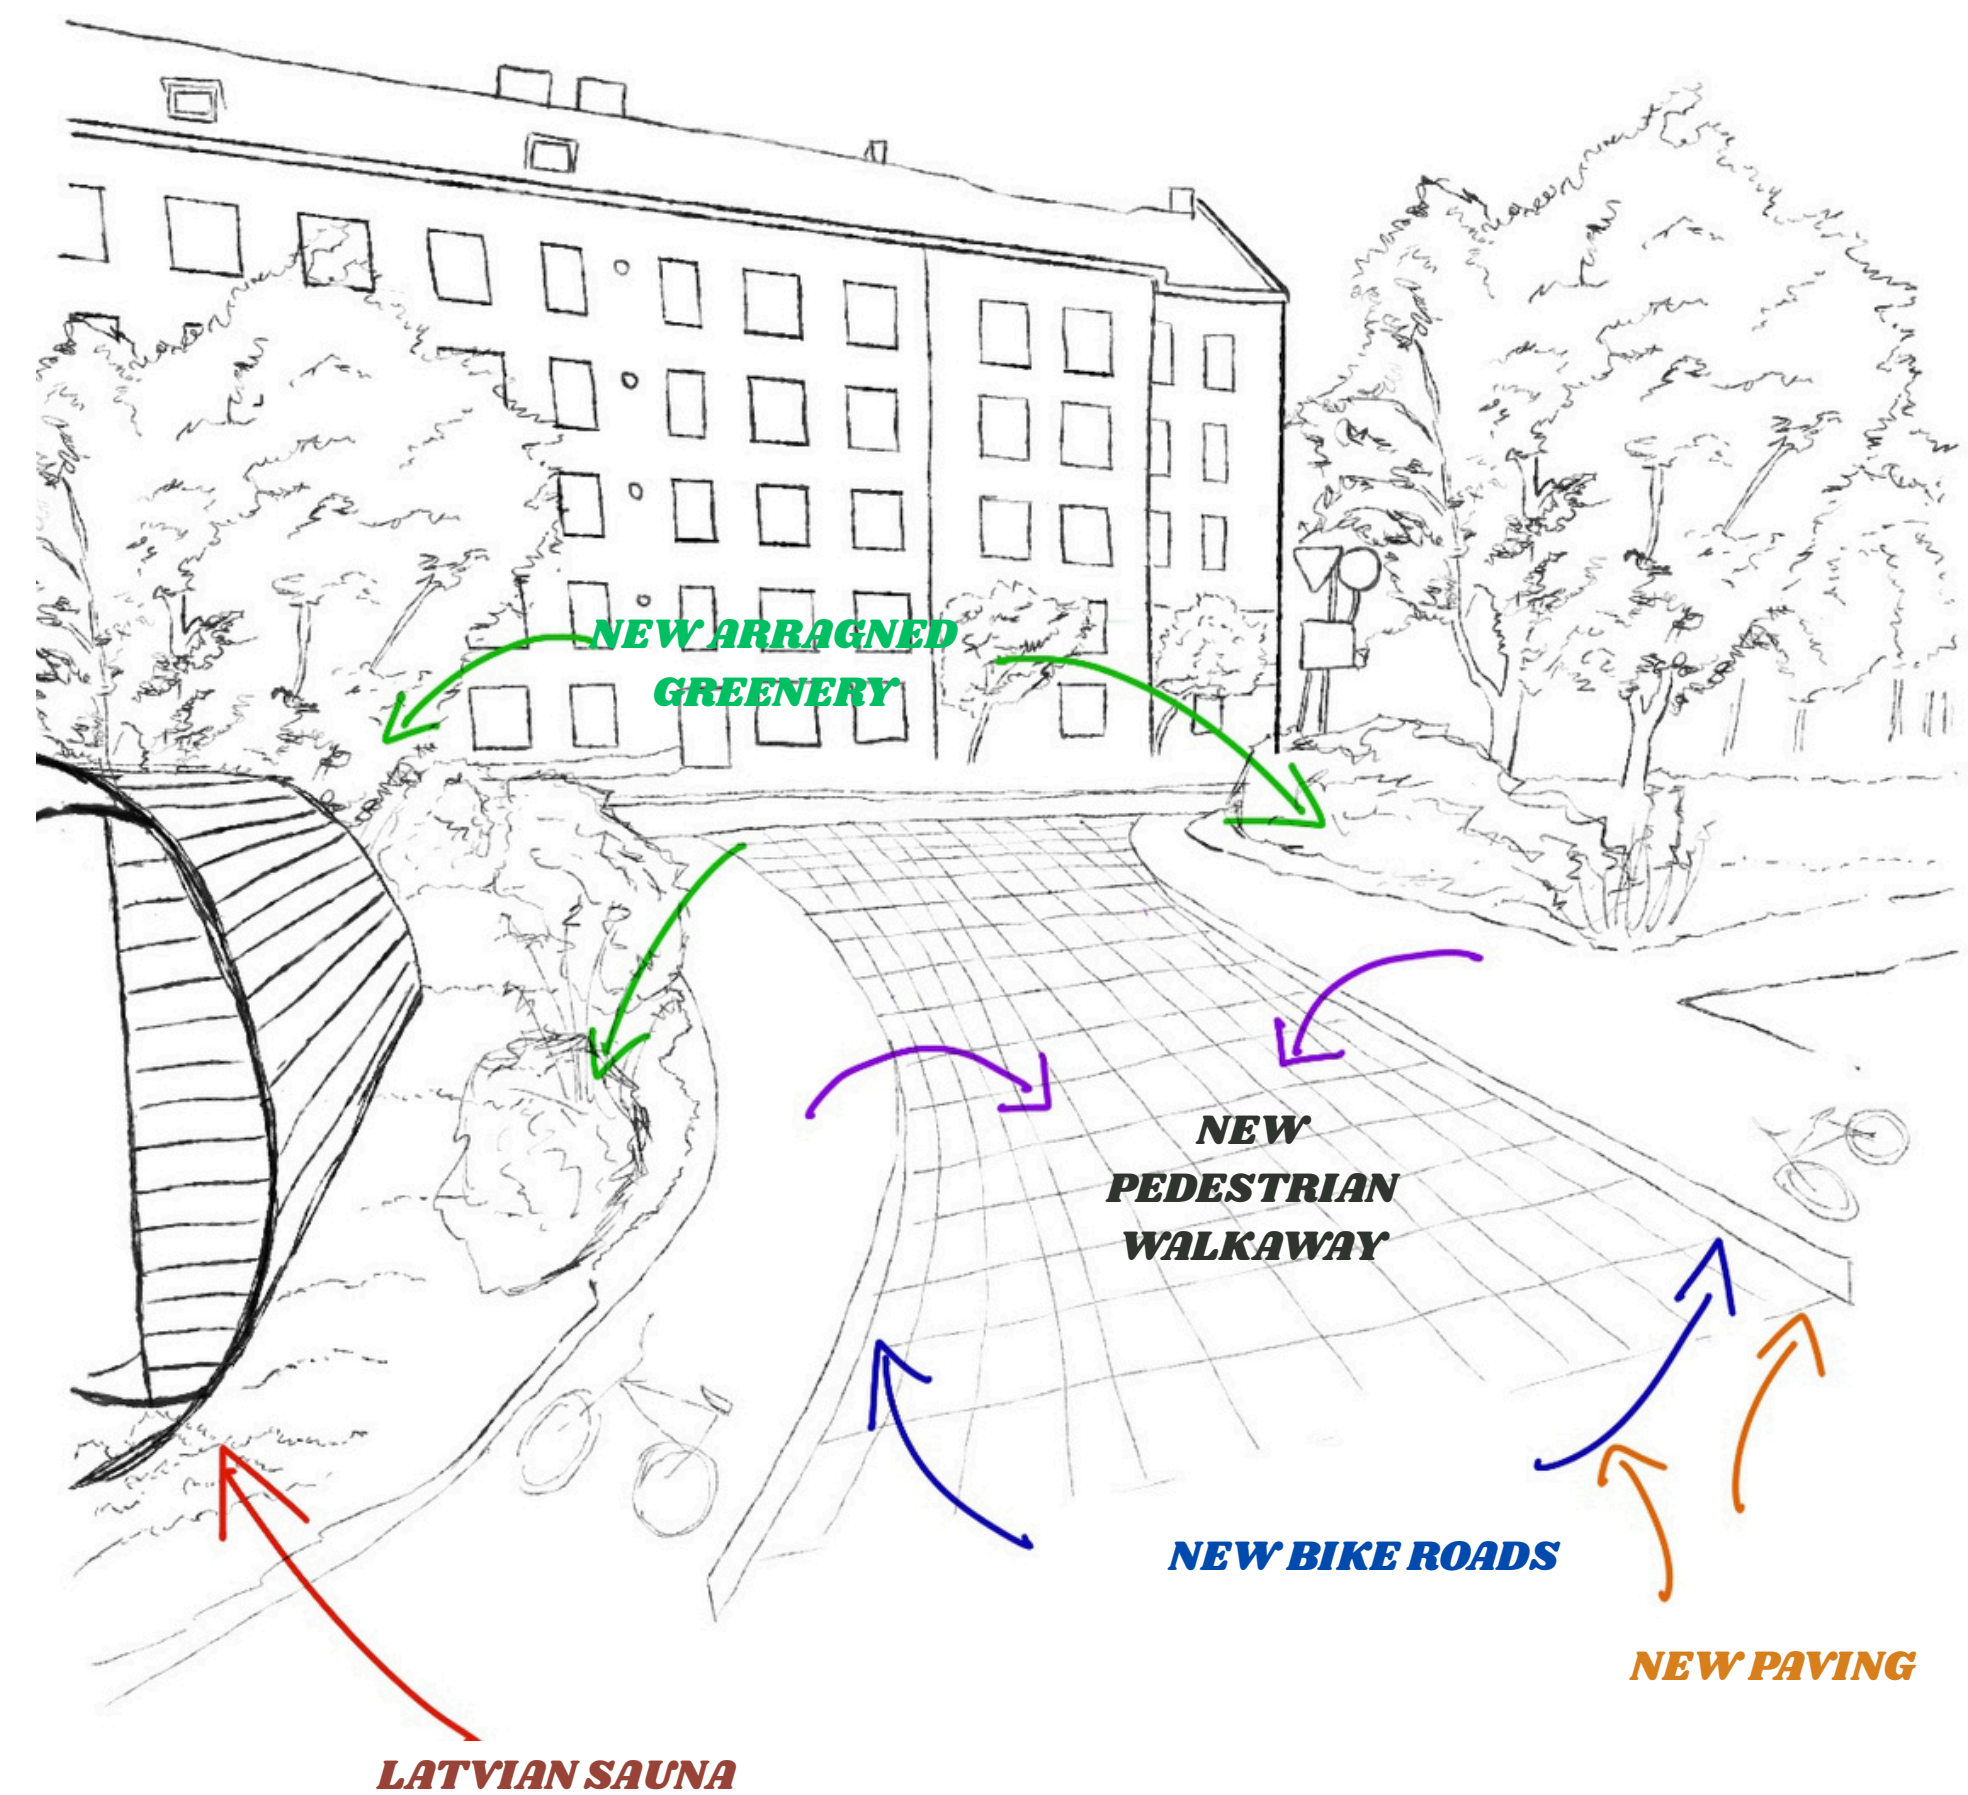 NEW ARRAGNED
GREENERY
NEW
PEDESTRIAN
WALKAWAY
NEW BIKE ROADS
NEW PAVING
LATVIAN SAUNA